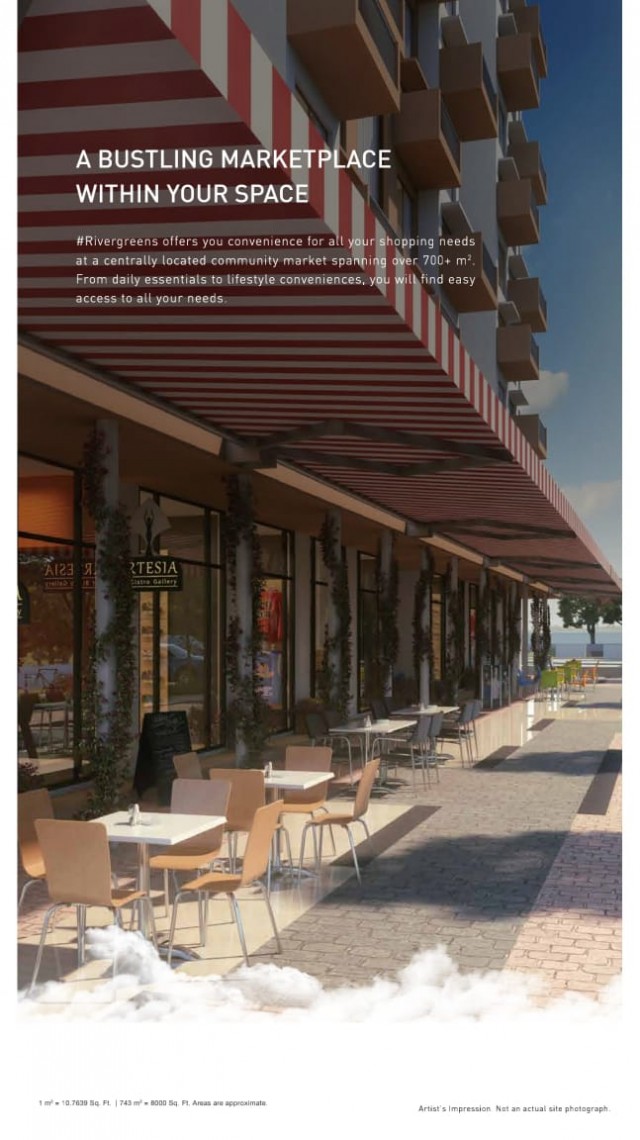 A BUSTLING MARKETPLACE
WITHIN YOUR SPACE
#Rivergreens offers you convenience for all your shopping needs
at a centrally located community market spanning over 700+ m².
From daily essentials to lifestyle conveniences, you will find easy
access to all your needs.
RTESIA
Gallery
1 m² = 10.7639 Sq. Ft. | 743 m² = 8000 Sq. Ft. Areas are approximate.
Artist's Impression. Not an actual site photograph.